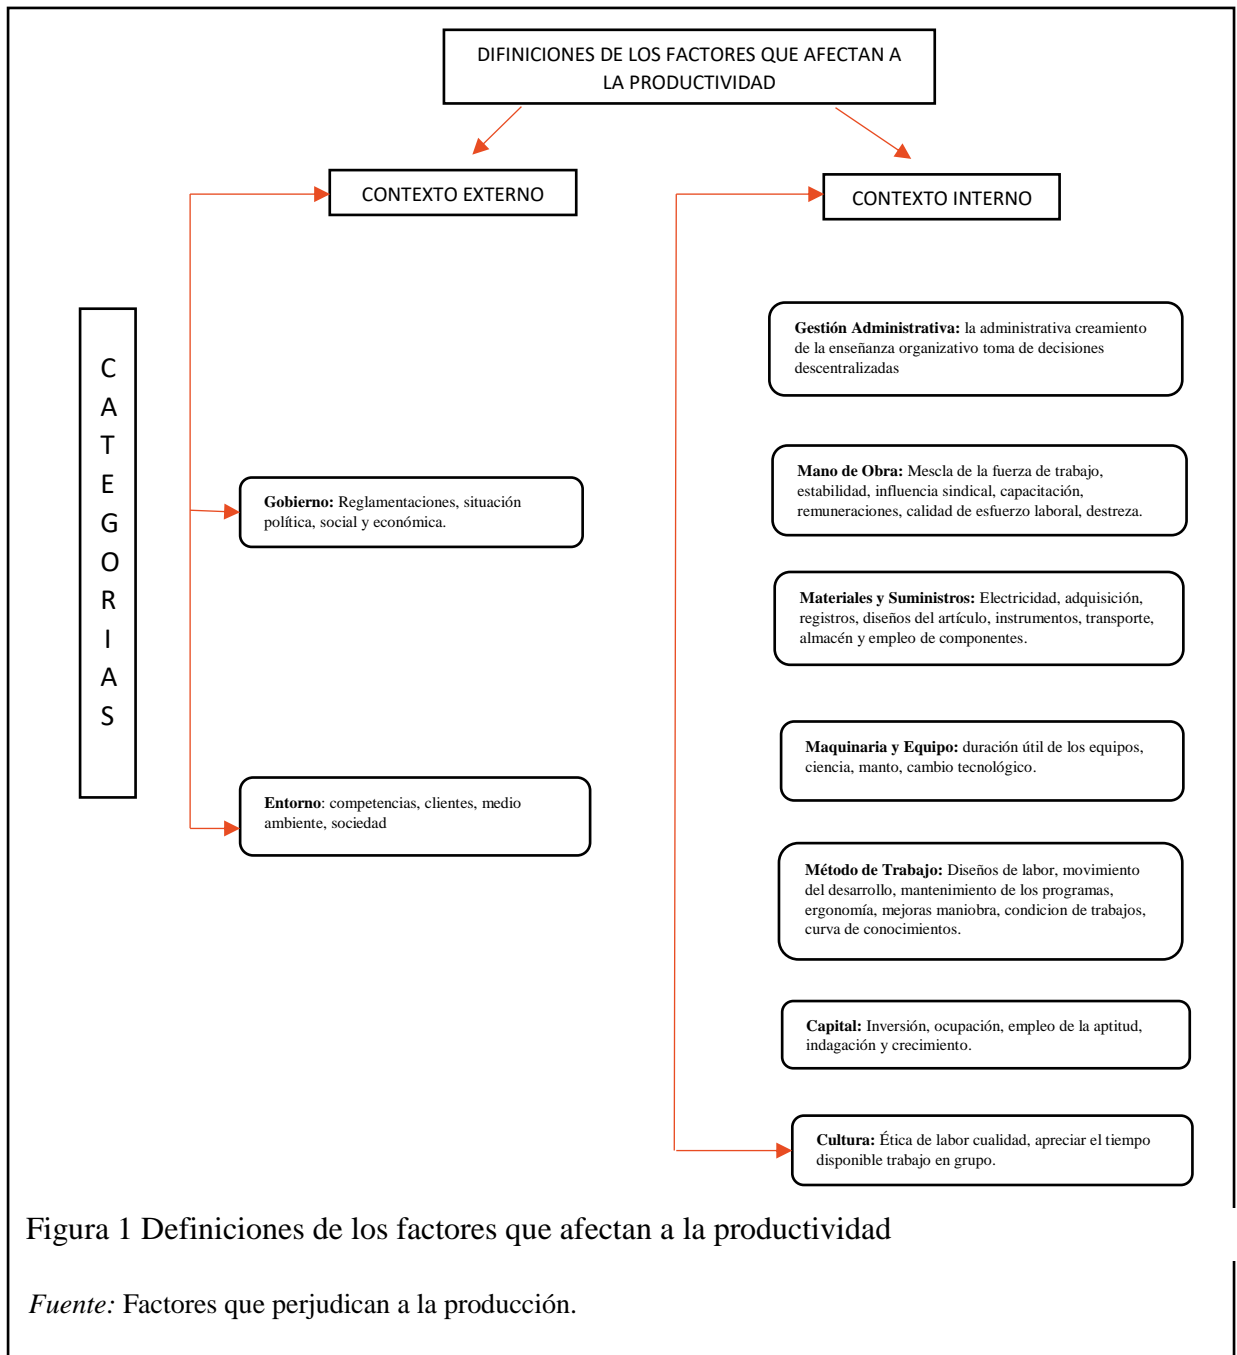 DIFINICIONES DE LOS FACTORES QUE AFECTAN A
LA PRODUCTIVIDAD
CONTEXTO EXTERNO
CONTEXTO INTERNO
C
A
T
E
G
O
R
I
A
S
Gobierno: Reglamentaciones, situación
política, social y económica.
Entorno: competencias, clientes, medio
ambiente, sociedad
Gestión Administrativa: la administrativa creamiento
de la enseñanza organizativo toma de decisiones
descentralizadas
Mano de Obra: Mescla de la fuerza de trabajo,
estabilidad, influencia sindical, capacitación,
remuneraciones, calidad de esfuerzo laboral, destreza.
Materiales y Suministros: Electricidad, adquisición,
registros, diseños del artículo, instrumentos, transporte,
almacén y empleo de componentes.
Maquinaria y Equipo: duración útil de los equipos,
ciencia, manto, cambio tecnológico.
Método de Trabajo: Diseños de labor, movimiento
del desarrollo, mantenimiento de los programas,
ergonomía, mejoras maniobra, condicion de trabajos,
curva de conocimientos.
Capital: Inversión, ocupación, empleo de la aptitud,
indagación y crecimiento.
Cultura: Ética de labor cualidad, apreciar el tiempo
disponible trabajo en grupo.
Figura 1 Definiciones de los factores que afectan a la productividad
Fuente: Factores que perjudican a la producción.